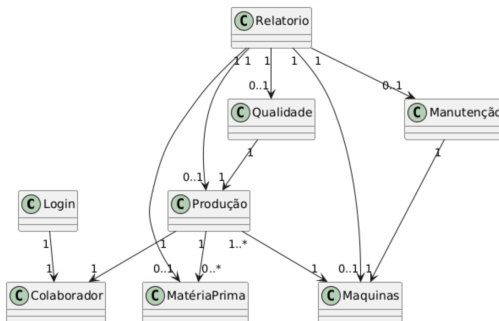 C Relatorio
1 1 1 1 1
0..1 0..1
C Qualidade C Manutenção
1 1
0..1 1
C Login C Produção
1 1 1 1..*
1 1 0..1 0..* 1 0..1 1
C Colaborador C MatériaPrima C Maquinas